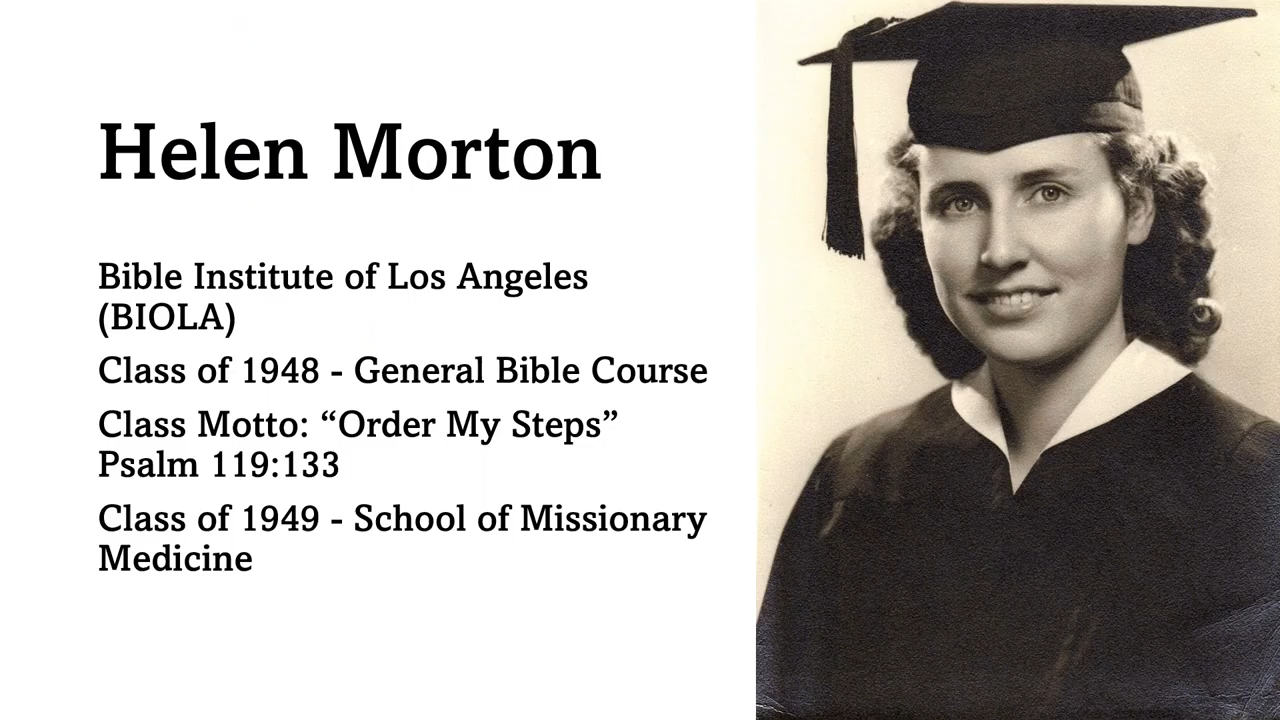 Helen Morton
Bible Institute of Los Angeles
(BIOLA)
Class of 1948 - General Bible Course
Class Motto: “Order My Steps”
Psalm 119:133
Class of 1949 - School of Missionary
Medicine